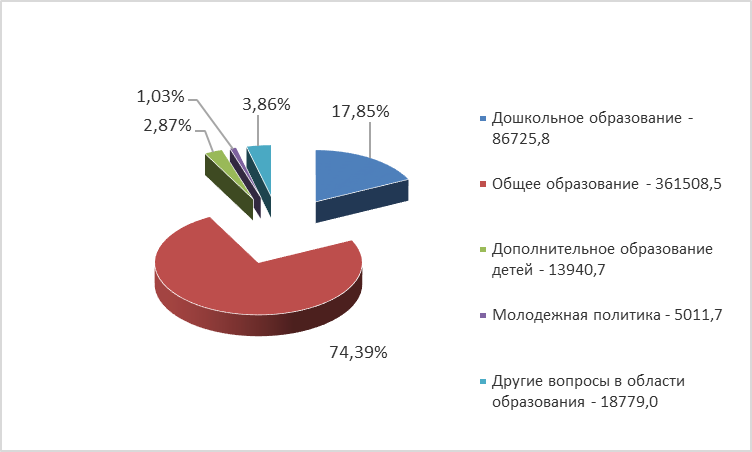 1,03%
3,86%
17,85%
2,87%
74,39%
Дошкольное образование -
86725,8
Общее образование - 361508,5
Дополнительное образование
детей - 13940,7
Молодежная политика - 5011,7
Другие вопросы в области
образования - 18779,0